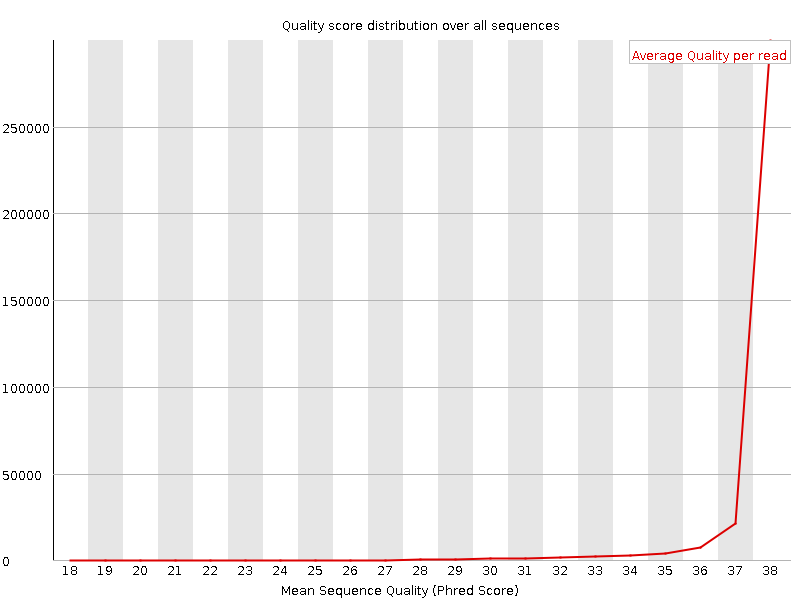 Quality score distribution over all sequences
Average Quality per read
250000
200000
150000
100000
50000
0
18 19 20 21 22 23 24 25 26 27 28 29 30 31 32 33 34 35 36 37 38
Mean Sequence Quality (Phred Score)